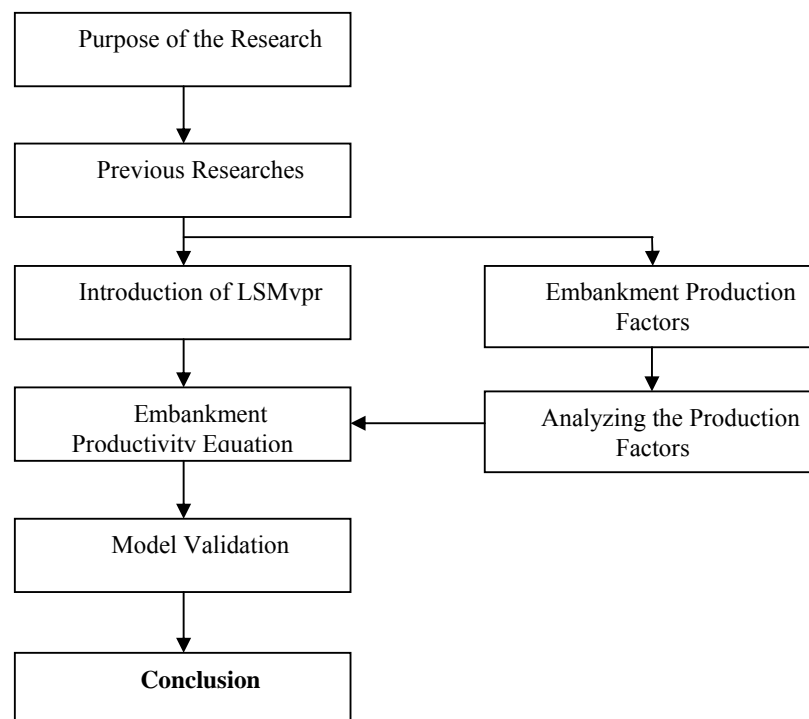 Purpose of the Research
Previous Researches
Introduction of LSMvpr
Embankment Production
Factors
Embankment
Productivity Equation
Analyzing the Production
Factors
Model Validation
Conclusion